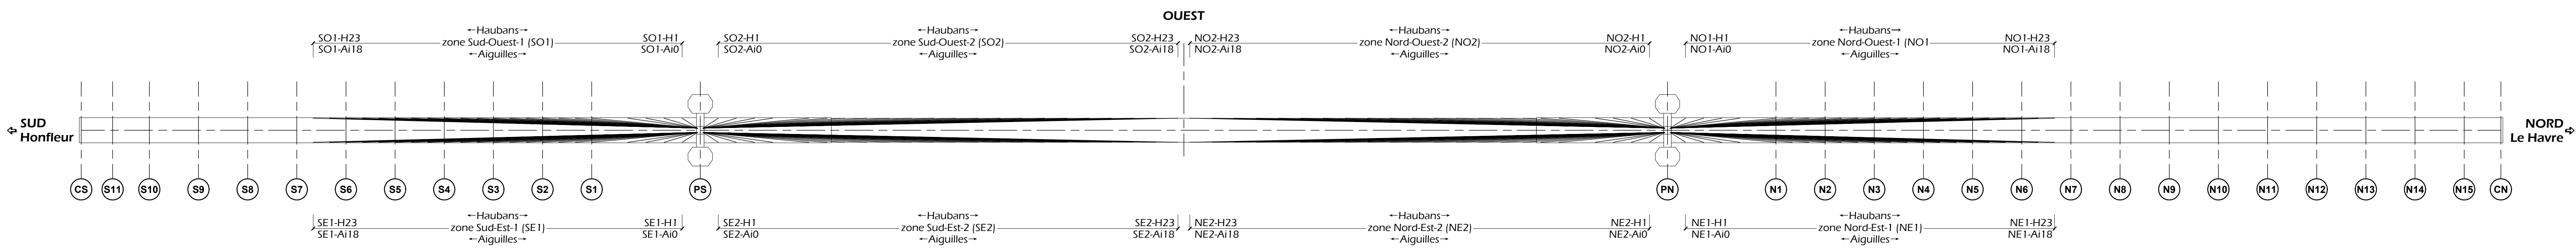 OUEST
←Haubans→
←Haubans→
←Haubans→
←Haubans→
SO1-H23 zone Sud-Ouest-1 (SO1) SO1-H1
SO2-H1 zone Sud-Ouest-2 (SO2) SO2-H23
NO2-H23 zone Nord-Ouest-2 (NO2) NO2-H1
NO1-H1 zone Nord-Ouest-1 (NO1 NO1-H23
SO1-Ai18 ←Aiguilles→ SO1-Ai0
SO2-Ai0 ←Aiguilles→ SO2-Ai18
NO2-Ai18 ←Aiguilles→ NO2-Ai0
NO1-Ai0 ←Aiguilles→ NO1-Ai18
SUD
Honfleur
NORD
Le Havre
CS S11 S10 S9 S8 S7 S6 S5 S4 S3 S2 S1 PS PN N1 N2 N3 N4 N5 N6 N7 N8 N9 N10 N11 N12 N13 N14 N15 CN
←Haubans→
←Haubans→
←Haubans→
←Haubans→
SE1-H23 zone Sud-Est-1 (SE1) SE1-H1
SE2-H1 zone Sud-Est-2 (SE2) SE2-H23
NE2-H23 zone Nord-Est-2 (NE2) NE2-H1
NE1-H1 zone Nord-Est-1 (NE1) NE1-H23
SE1-Ai18 ←Aiguilles→ SE1-Ai0
SE2-Ai0 ←Aiguilles→ SE2-Ai18
NE2-Ai18 ←Aiguilles→ NE2-Ai0
NE1-Ai0 ←Aiguilles→ NE1-Ai18